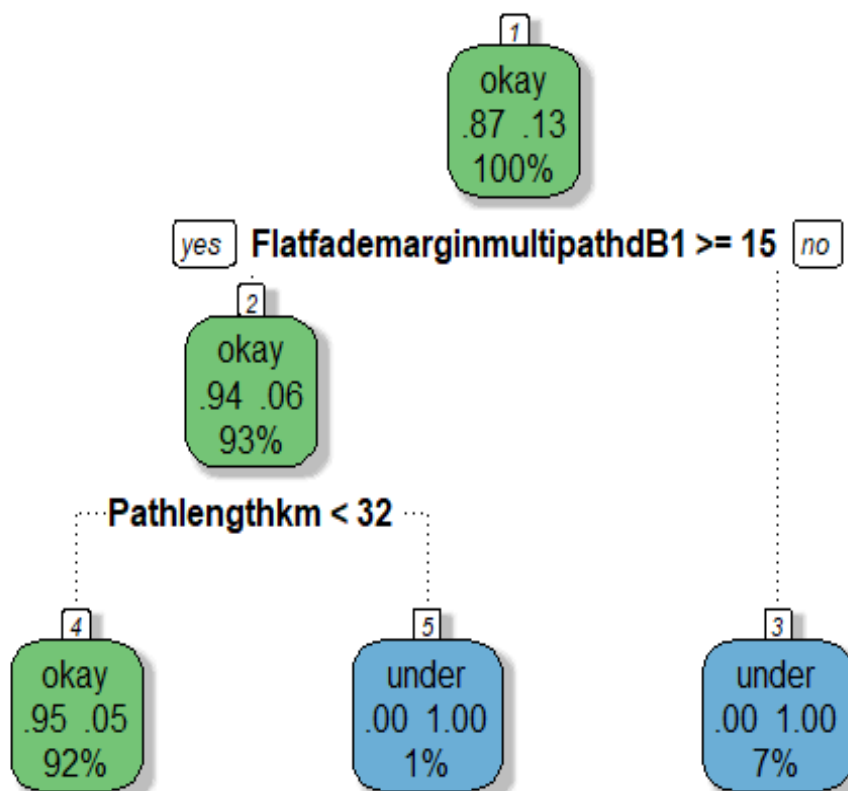 1
okay
.87 .13
100%
yes FlatfademarginmultipathdB1 >= 15 no
2
okay
.94 .06
93%
Pathlengthkm < 32
4 5 3
okay under under
.95 .05 .00 1.00 .00 1.00
92% 1% 7%